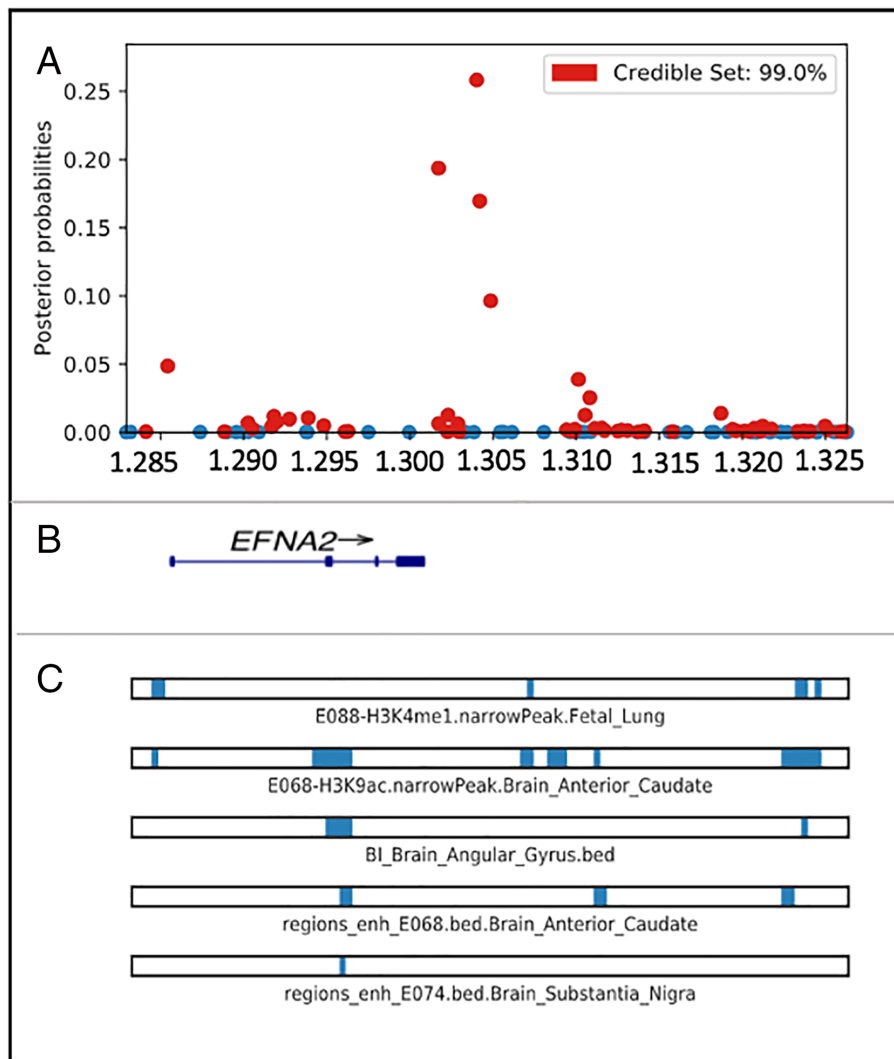 A
Credible Set: 99.0%
Posterior probabilities
0.25
0.20
0.15
0.10
0.05
0.00
1.285 1.290 1.295 1.300 1.305 1.310 1.315 1.320 1.325
B
EFNA2→
C
E088-H3K4me1.narrowPeak.Fetal_Lung
E068-H3K9ac.narrowPeak.Brain_Anterior_Caudate
BI_Brain_Angular_Gyrus.bed
regions_enh_E068.bed.Brain_Anterior_Caudate
regions_enh_E074.bed.Brain_Substantia_Nigra